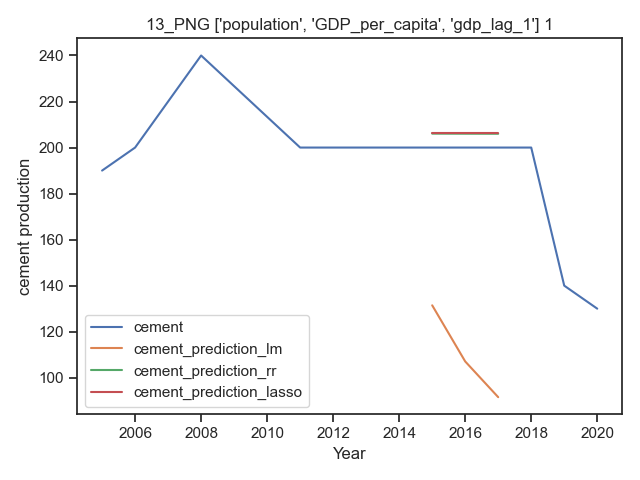 13_PNG ['population', 'GDP_per_capita', 'gdp_lag_1'] 1
240
220
200
180
160
140
120
100
cement production
cement
cement_prediction_lm
cement_prediction_rr
cement_prediction_lasso
2006
2008
2010
2012
2014
2016
2018
2020
Year